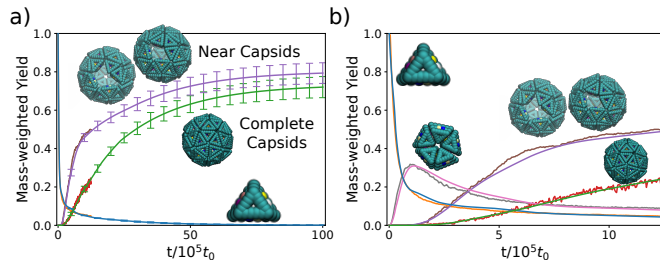 a)
b)
Mass-weighted Yield
1.0
0.8
0.6
0.4
0.2
0.0
Near Capsids
Complete
Capsids
0
50
100
t/10⁵t₀
Mass-weighted Yield
1.0
0.8
0.6
0.4
0.2
0.0
0
5
10
t/10⁵t₀